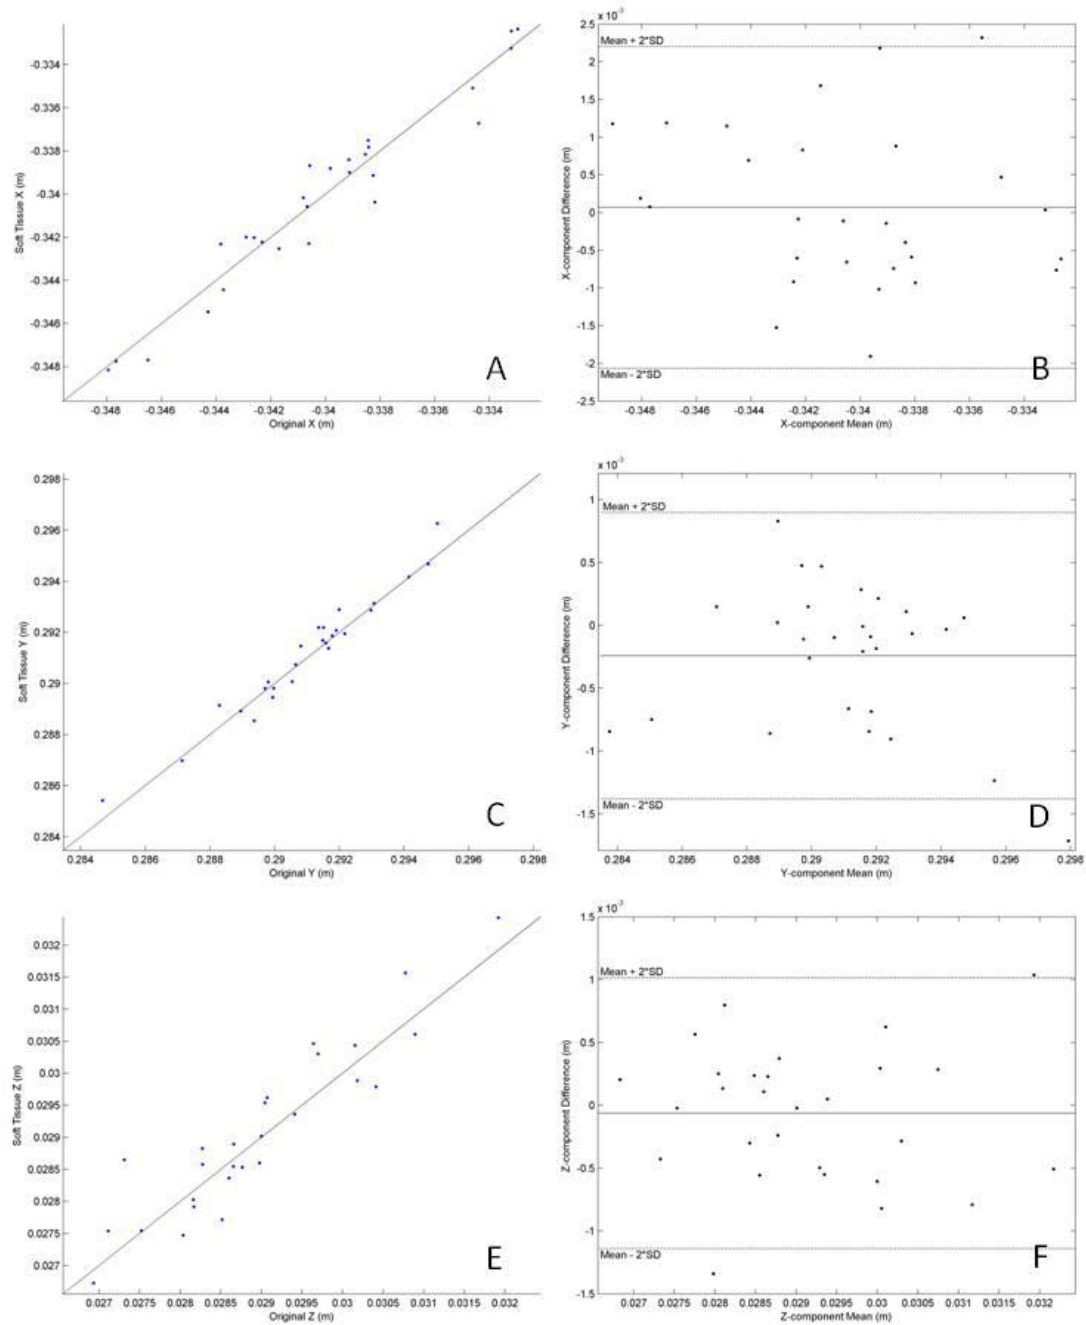 -0.334
-0.336
-0.338
-0.34
-0.342
-0.344
-0.346
-0.348
Soft Tissue X (m)
A
-0.348 -0.346 -0.344 -0.342 -0.34 -0.338 -0.336 -0.334
Original X (m)
x 10-3
2.5
Mean + 2*SD
2
1.5
1
0.5
0
-0.5
-1
-1.5
-2
Mean - 2*SD
-2.5
X-component Difference (m)
B
-0.348 -0.346 -0.344 -0.342 -0.34 -0.338 -0.336 -0.334
X-component Mean (m)
0.298
0.296
0.294
0.292
0.29
0.288
0.286
0.284
Soft Tissue Y (m)
C
0.284 0.286 0.288 0.29 0.292 0.294 0.296 0.298
Original Y (m)
x 10-3
1
Mean + 2*SD
0.5
0
-0.5
-1
Mean - 2*SD
-1.5
Y-component Difference (m)
D
0.284 0.286 0.288 0.29 0.292 0.294 0.296 0.298
Y-component Mean (m)
0.032
0.0315
0.031
0.0305
0.03
0.0295
0.029
0.0285
0.028
0.0275
0.027
Soft Tissue Z (m)
E
0.027 0.0275 0.028 0.0285 0.029 0.0295 0.03 0.0305 0.031 0.0315 0.032
Original Z (m)
x 10-3
1.5
Mean + 2*SD
1
0.5
0
-0.5
-1
Mean - 2*SD
-1.5
Z-component Difference (m)
F
0.027 0.0275 0.028 0.0285 0.029 0.0295 0.03 0.0305 0.031 0.0315 0.032
Z-component Mean (m)